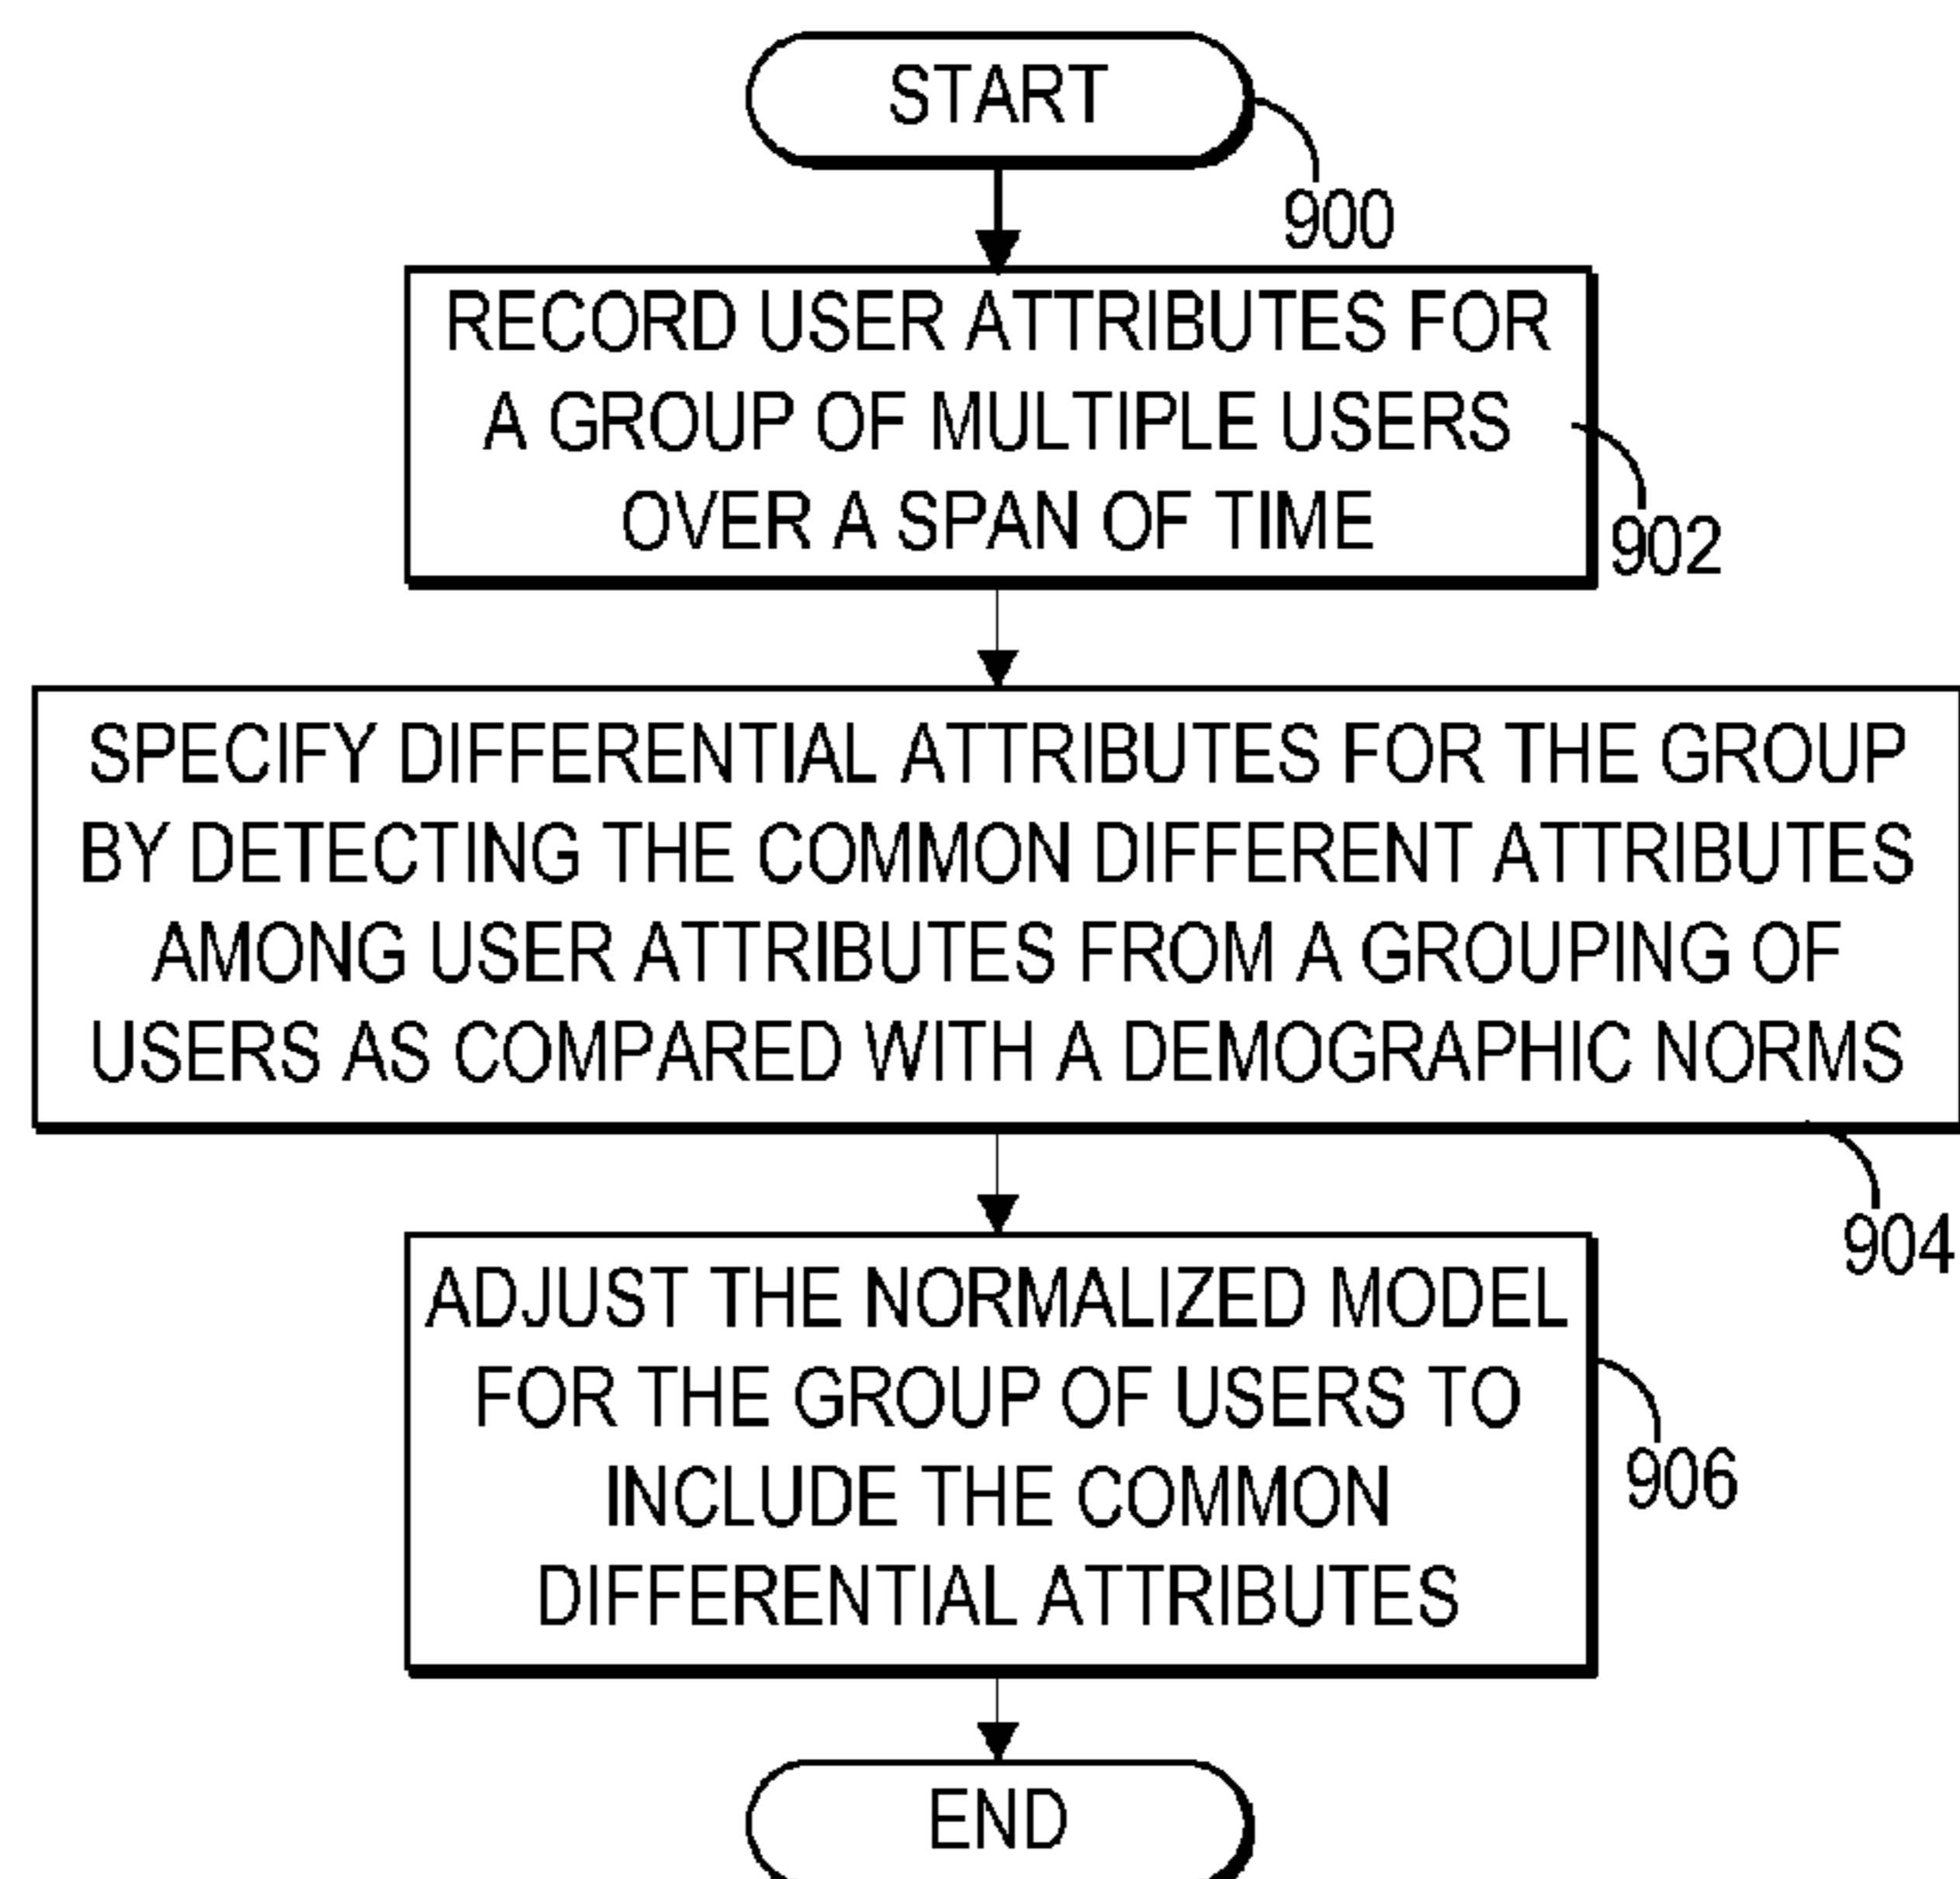 START
900
RECORD USER ATTRIBUTES FOR
A GROUP OF MULTIPLE USERS
OVER A SPAN OF TIME
902
SPECIFY DIFFERENTIAL ATTRIBUTES FOR THE GROUP
BY DETECTING THE COMMON DIFFERENT ATTRIBUTES
AMONG USER ATTRIBUTES FROM A GROUPING OF
USERS AS COMPARED WITH A DEMOGRAPHIC NORMS
904
ADJUST THE NORMALIZED MODEL
FOR THE GROUP OF USERS TO
INCLUDE THE COMMON
DIFFERENTIAL ATTRIBUTES
906
END